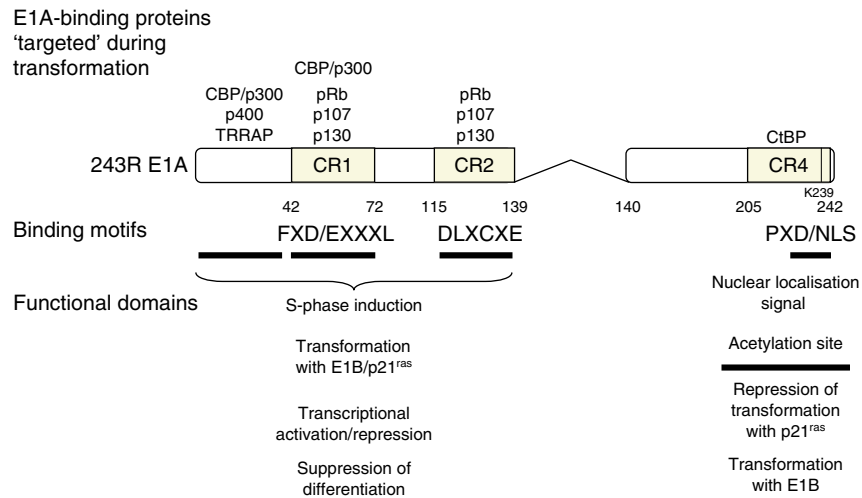 E1A-binding proteins
‘targeted’ during
transformation
CBP/p300
p400
TRRAP
CBP/p300
pRb
p107
p130
pRb
p107
p130
CtBP
243R E1A
CR1
CR2
CR4
K239
42
72
115
139
140
205
242
Binding motifs
FXD/EXXXL
DLXCXE
PXD/NLS
Functional domains
S-phase induction
Transformation
with E1B/p21ras
Transcriptional
activation/repression
Suppression of
differentiation
Nuclear localisation
signal
Acetylation site
Repression of
transformation
with p21ras
Transformation
with E1B